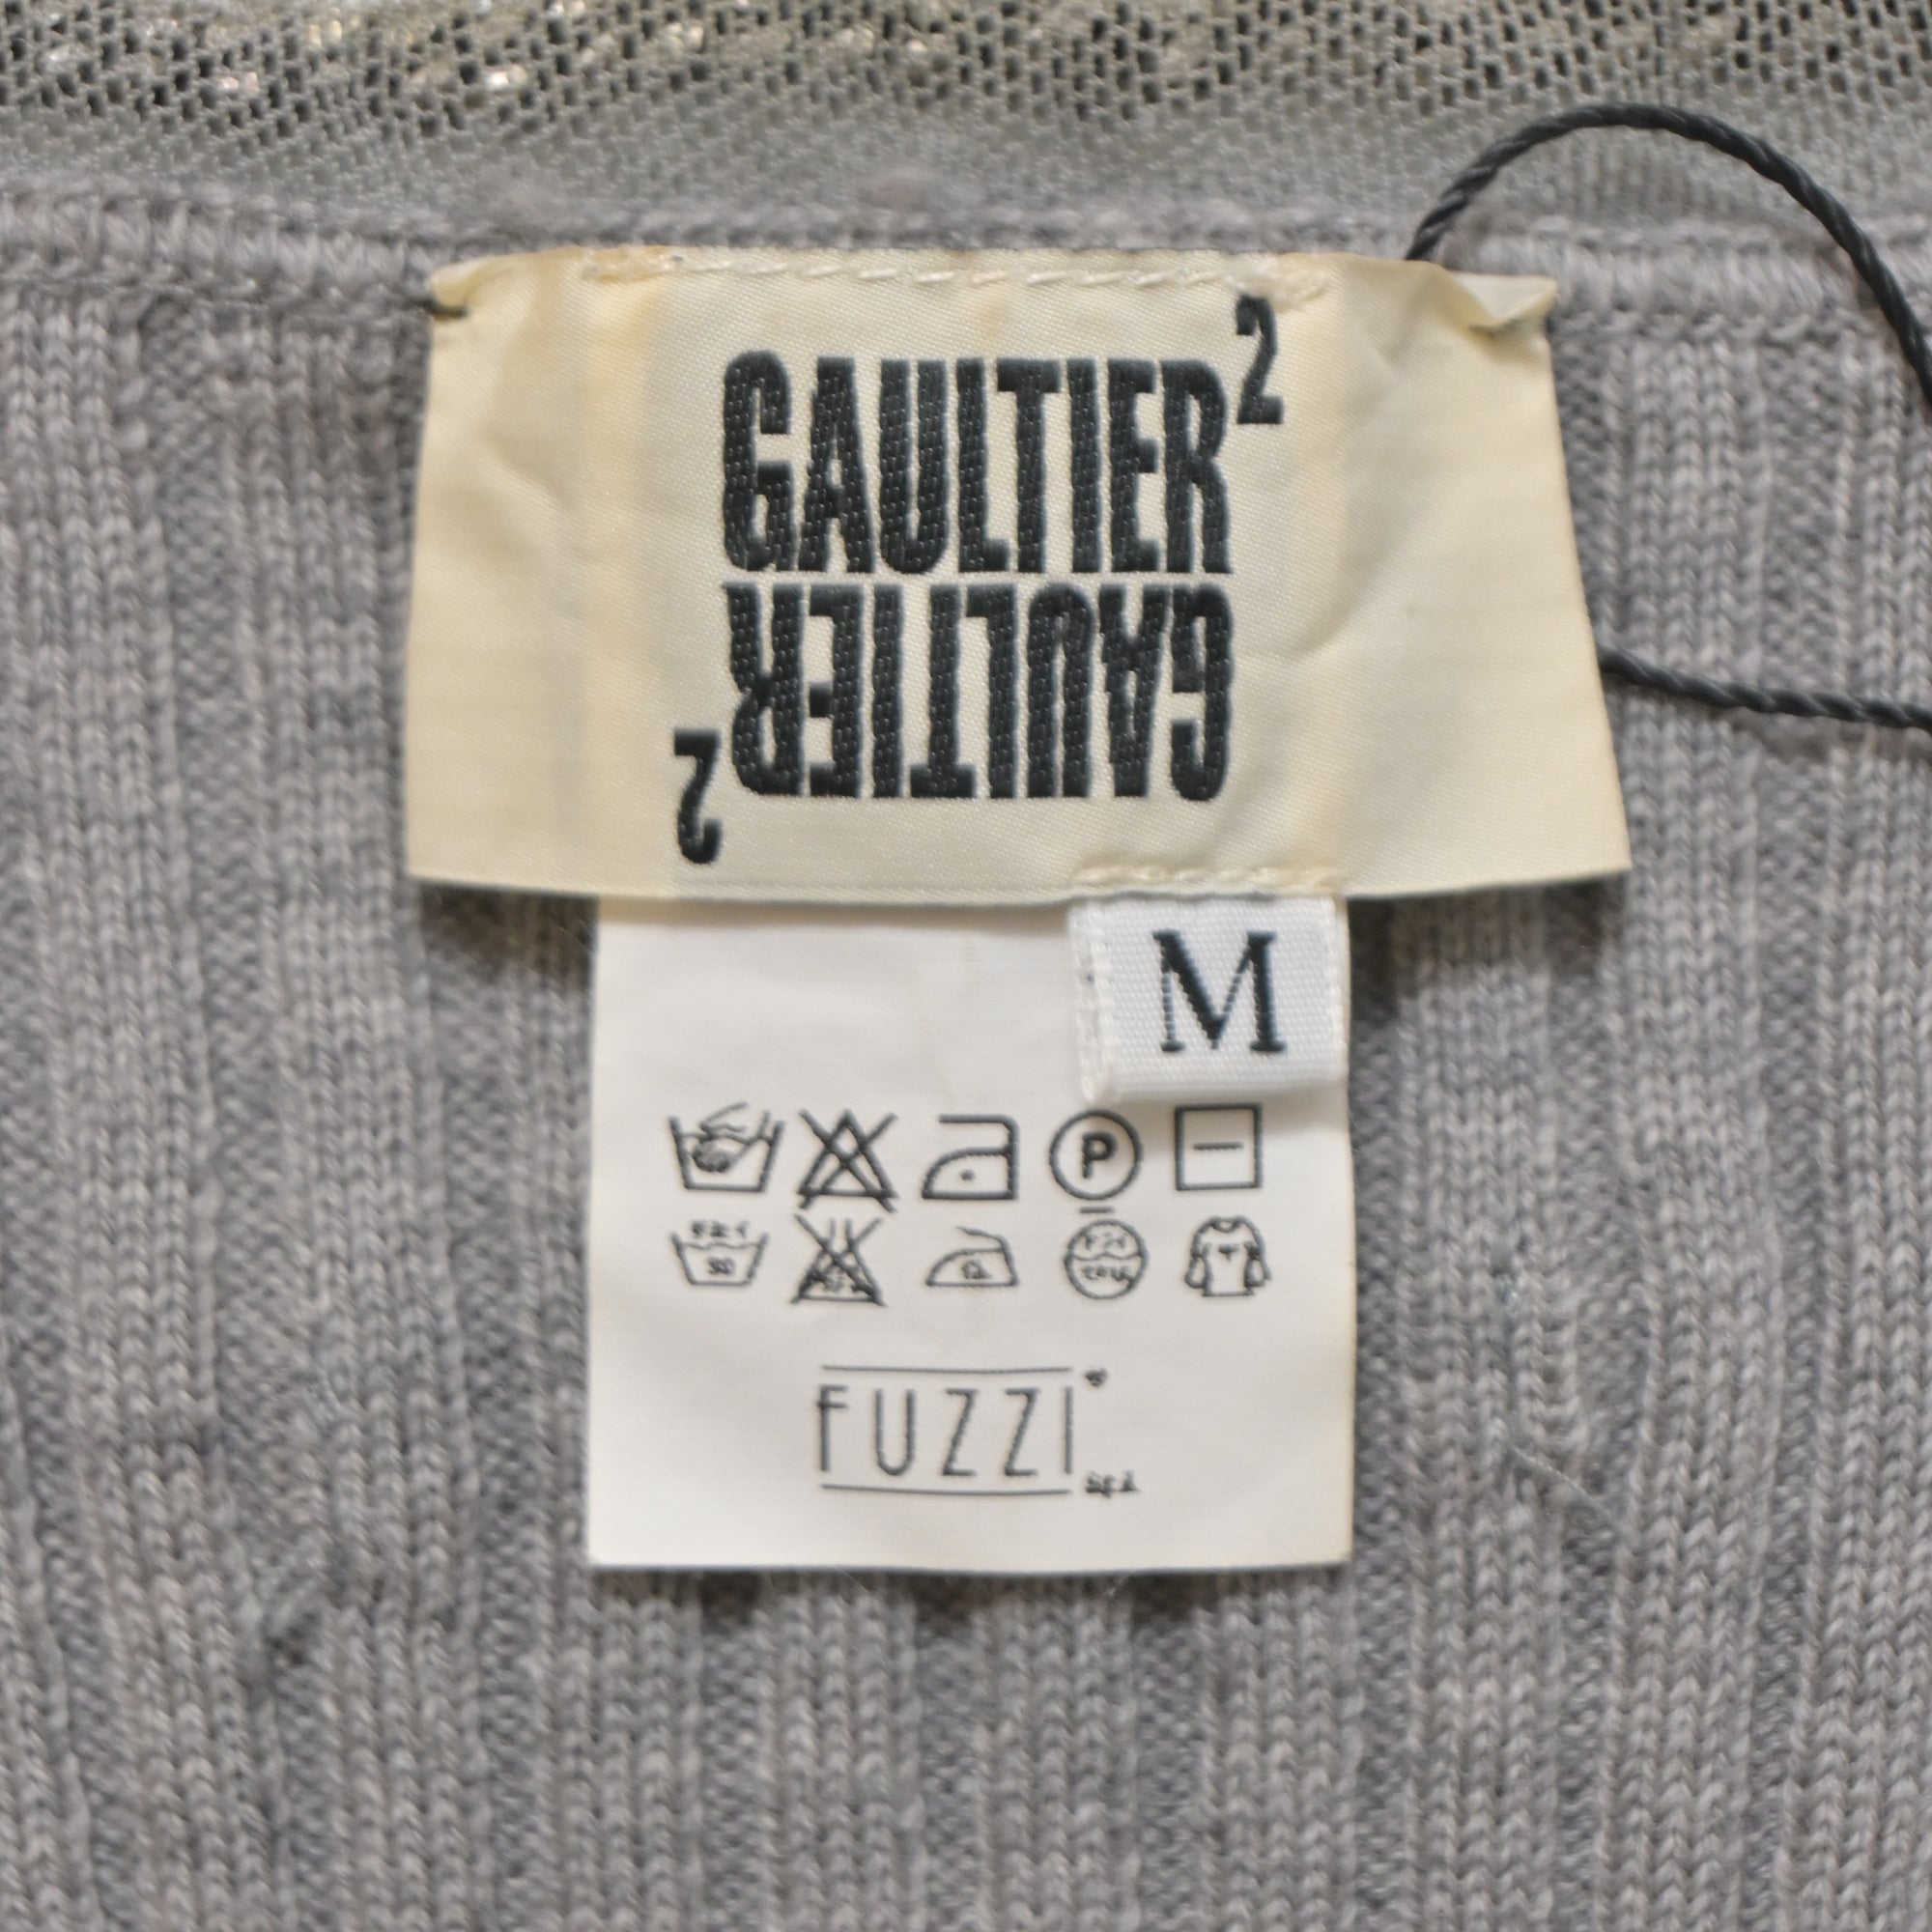 GAULTIER²
GAULTIER²
M
P
FUZZI
S.p.A.